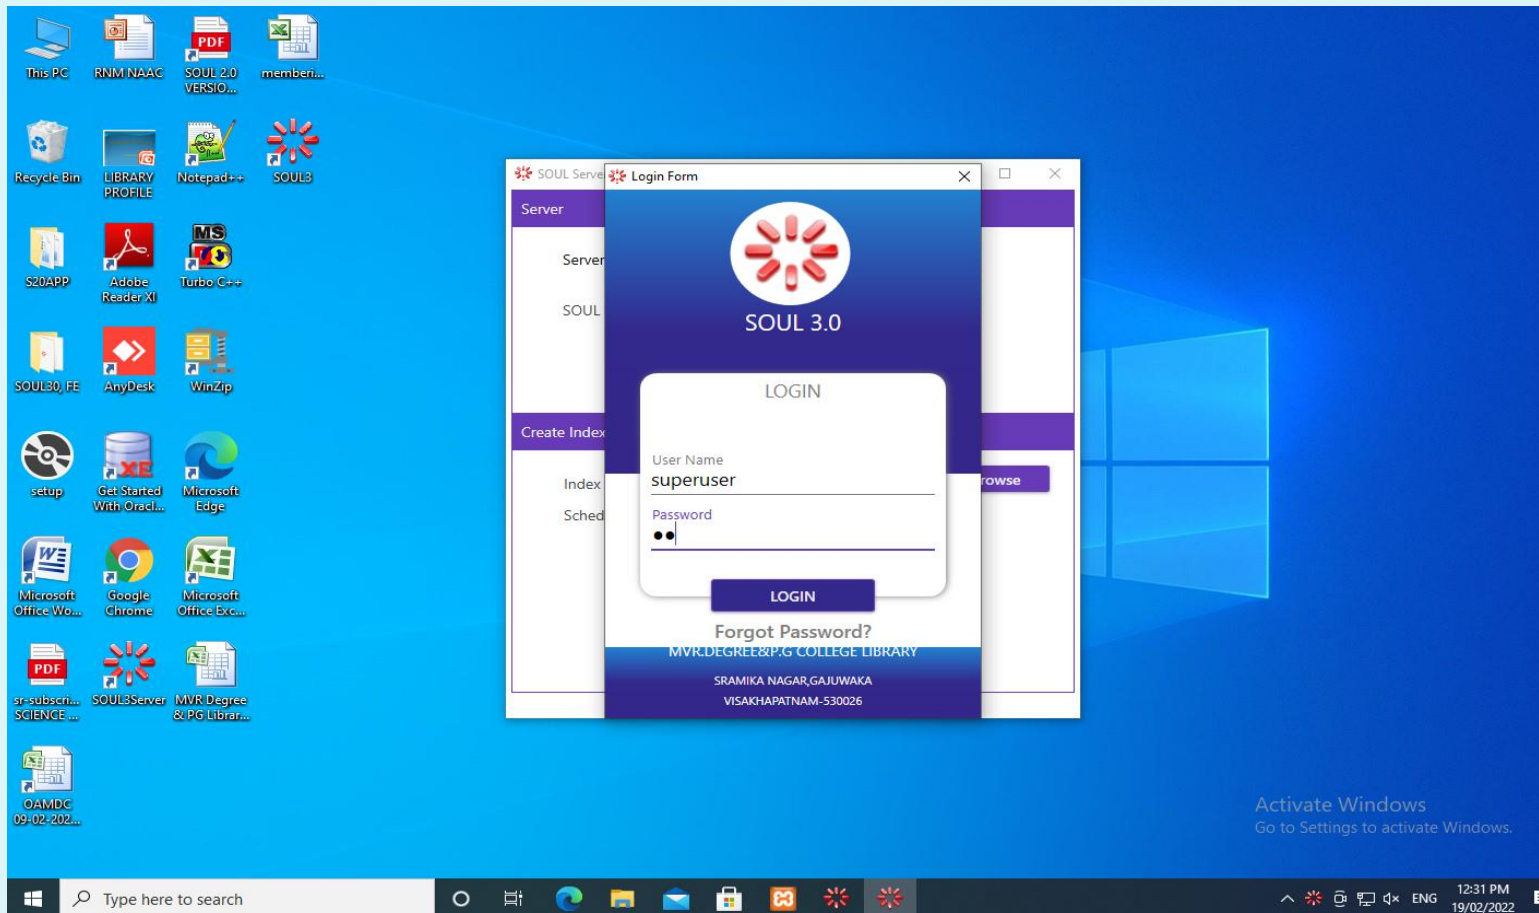 This PC
RNM NAAC
SOUL 2.0
VERSIO...
memberi...
Recycle Bin
LIBRARY
PROFILE
Notepad++
SOUL3
S20APP
Adobe
Reader XI
Turbo C++
SOUL30, FE
AnyDesk
WinZip
setup
Get Started
With Oracl...
Microsoft
Edge
Microsoft
Office Wo...
Google
Chrome
Microsoft
Office Exc...
sr-subscri...
SCIENCE ...
SOUL3Server
MVR Degree
& PG Librar...
OAMDC
09-02-202...
PDF
PDF
MS
XE
SOUL Serve
Server
Server
SOUL
Create Index
Index
Sched
rowse
Login Form
SOUL 3.0
LOGIN
User Name
superuser
Password
●●
LOGIN
Forgot Password?
MVR.DEGREE&P.G COLLEGE LIBRARY
SRAMIKA NAGAR,GAJUWAKA
VISAKHAPATNAM-530026
Activate Windows
Go to Settings to activate Windows.
Type here to search
ENG
12:31 PM
19/02/2022